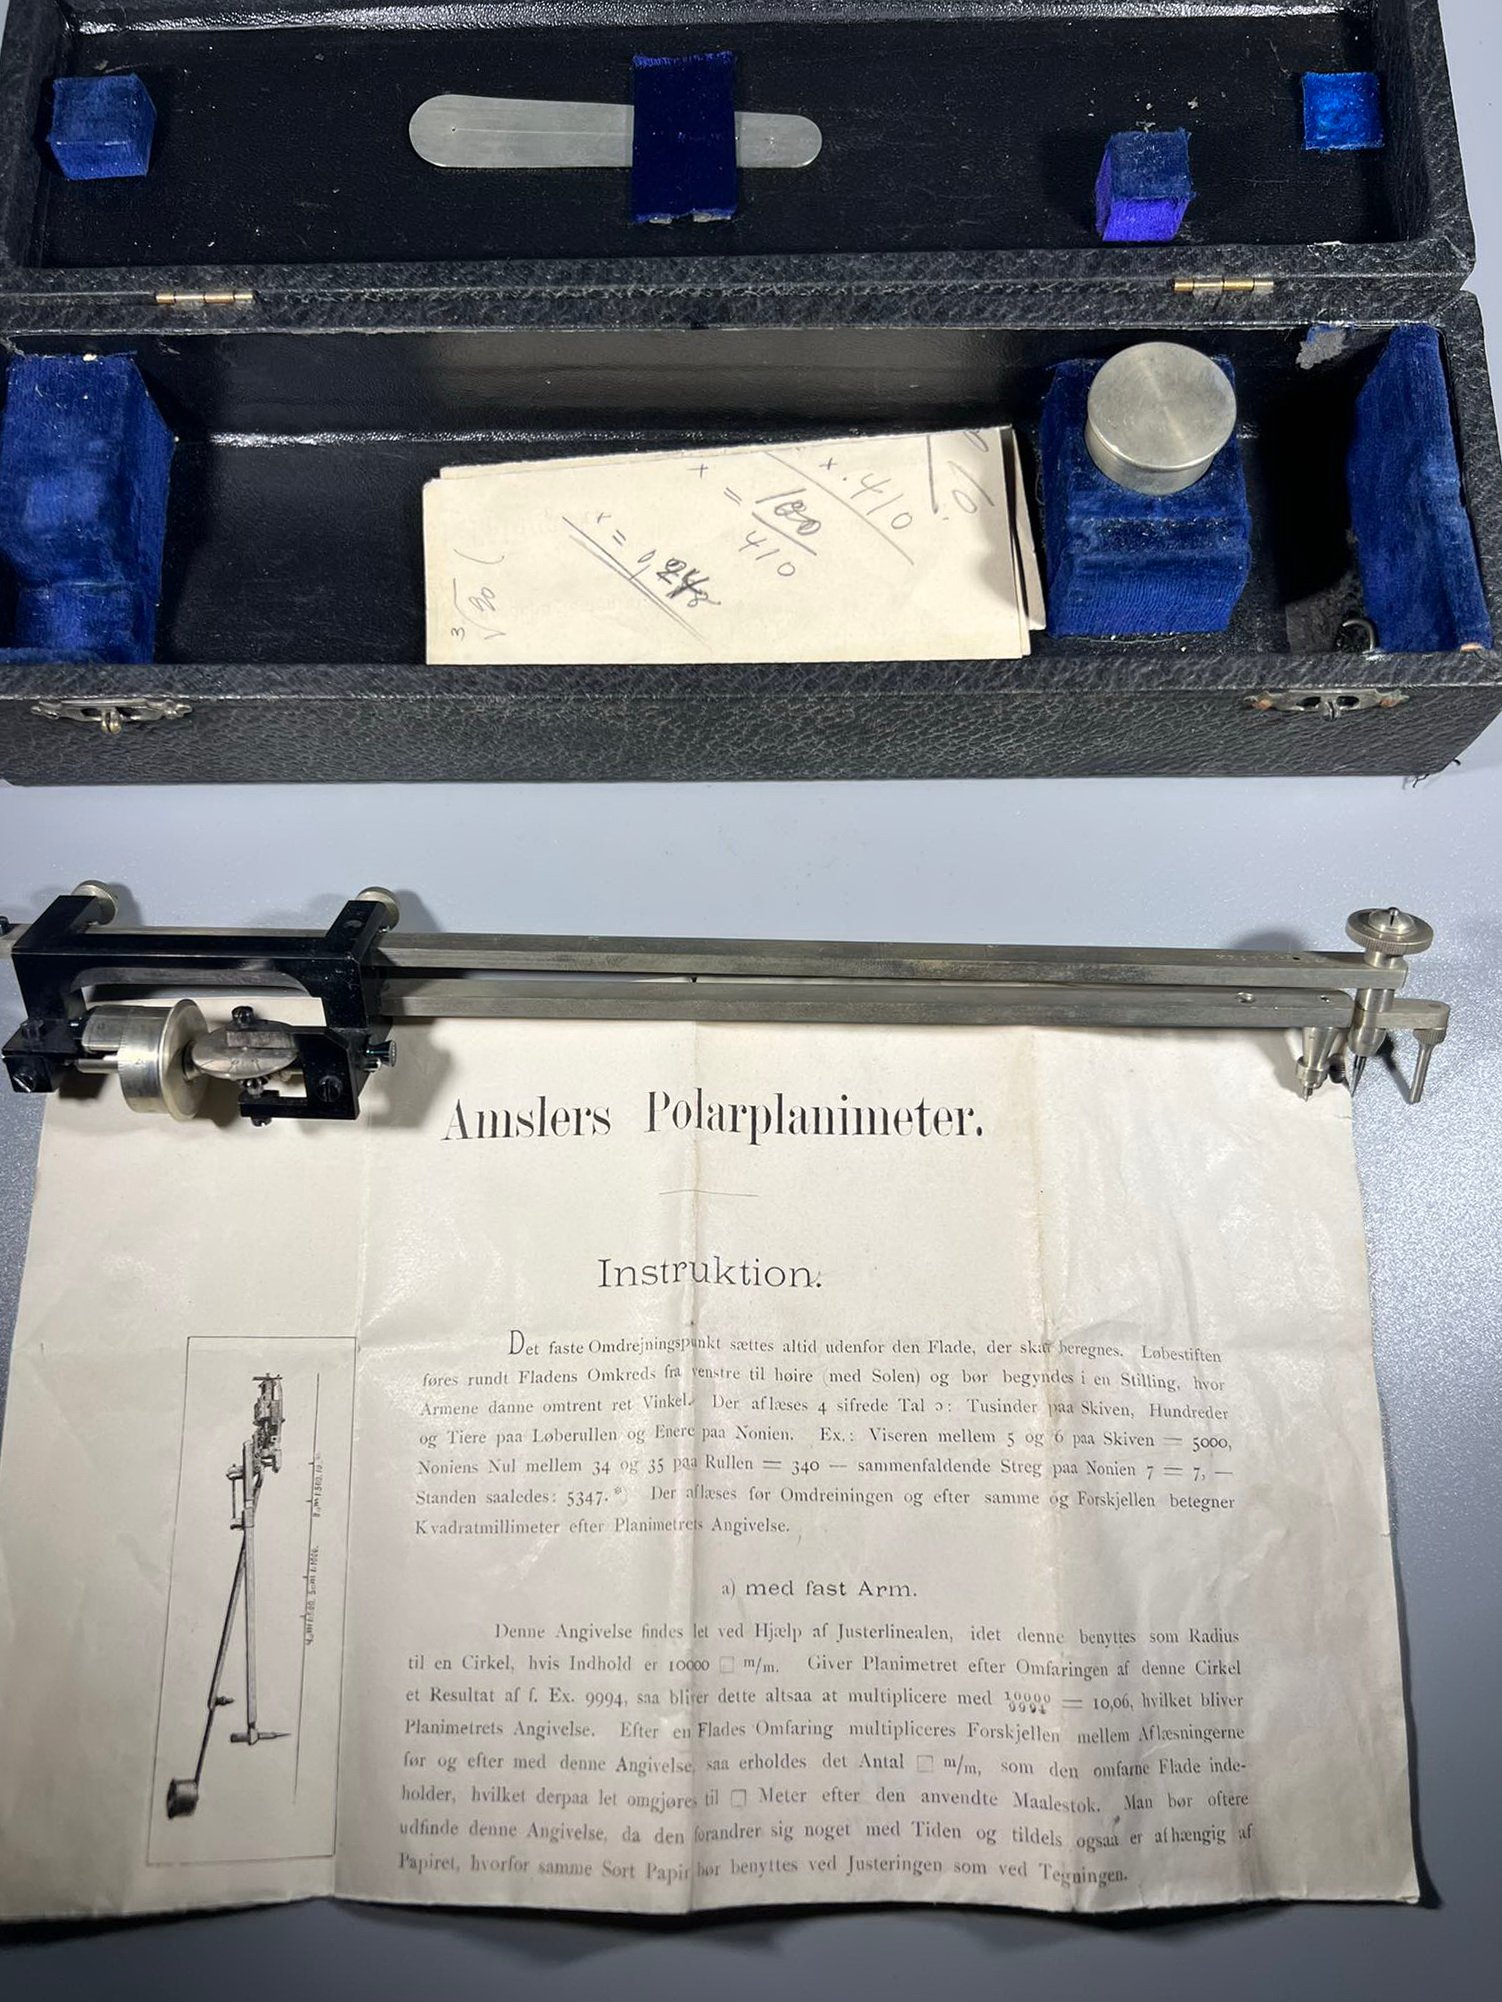 10
x · 410
x = 100/410
x = 0,243
3/30
Amslers Polarplanimeter.
Instruktion.
Det faste Omdrejningspunkt sættes altid udenfor den Flade, der skal beregnes. Løbestiften
føres rundt Fladens Omkreds fra venstre til høire (med Solen) og bør begyndes i en Stilling, hvor
Armene danne omtrent ret Vinkel. Der aflæses 4 sifrede Tal ɔ: Tusinder paa Skiven, Hundreder
og Tiere paa Løberullen og Enere paa Nonien. Ex.: Viseren mellem 5 og 6 paa Skiven = 5000,
Noniens Nul mellem 34 og 35 paa Rullen = 340 — sammenfaldende Streg paa Nonien 7 = 7, —
Standen saaledes: 5347.*) Der aflæses før Omdreiningen og efter samme og Forskjellen betegner
Kvadratmillimeter efter Planimetrets Angivelse.
a) med fast Arm.
Denne Angivelse findes let ved Hjælp af Justerlinealen, idet denne benyttes som Radius
til en Cirkel, hvis Indhold er 10000 □ m/m. Giver Planimetret efter Omfaringen af denne Cirkel
et Resultat af f. Ex. 9994, saa bliver dette altsaa at multiplicere med 10000/9994 = 10,06, hvilket bliver
Planimetrets Angivelse. Efter en Flades Omfaring multipliceres Forskjellen mellem Aflæsningerne
før og efter med denne Angivelse, saa erholdes det Antal □ m/m, som den omfarne Flade inde-
holder, hvilket derpaa let omgjøres til □ Meter efter den anvendte Maalestok. Man bør oftere
udfinde denne Angivelse, da den forandrer sig noget med Tiden og tildels ogsaa er afhængig af
Papiret, hvorfor samme Sort Papir bør benyttes ved Justeringen som ved Tegningen.